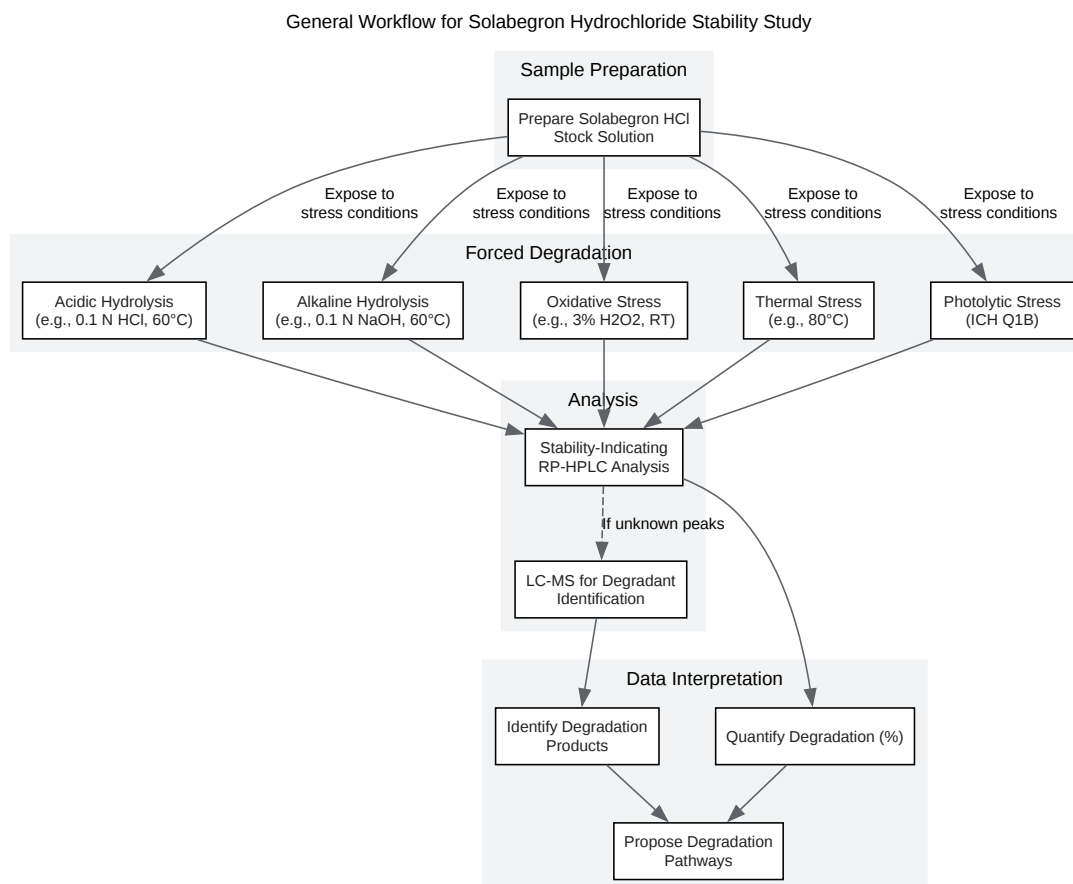 General Workflow for Solabegron Hydrochloride Stability Study
Sample Preparation
Prepare Solabegron HCl
Stock Solution
Expose to
stress conditions
Expose to
stress conditions
Expose to
stress conditions
Expose to
stress conditions
Expose to
stress conditions
Forced Degradation
Acidic Hydrolysis
(e.g., 0.1 N HCl, 60°C)
Alkaline Hydrolysis
(e.g., 0.1 N NaOH, 60°C)
Oxidative Stress
(e.g., 3% H2O2, RT)
Thermal Stress
(e.g., 80°C)
Photolytic Stress
(ICH Q1B)
Analysis
Stability-Indicating
RP-HPLC Analysis
If unknown peaks
LC-MS for Degradant
Identification
Data Interpretation
Identify Degradation
Products
Quantify Degradation (%)
Propose Degradation
Pathways